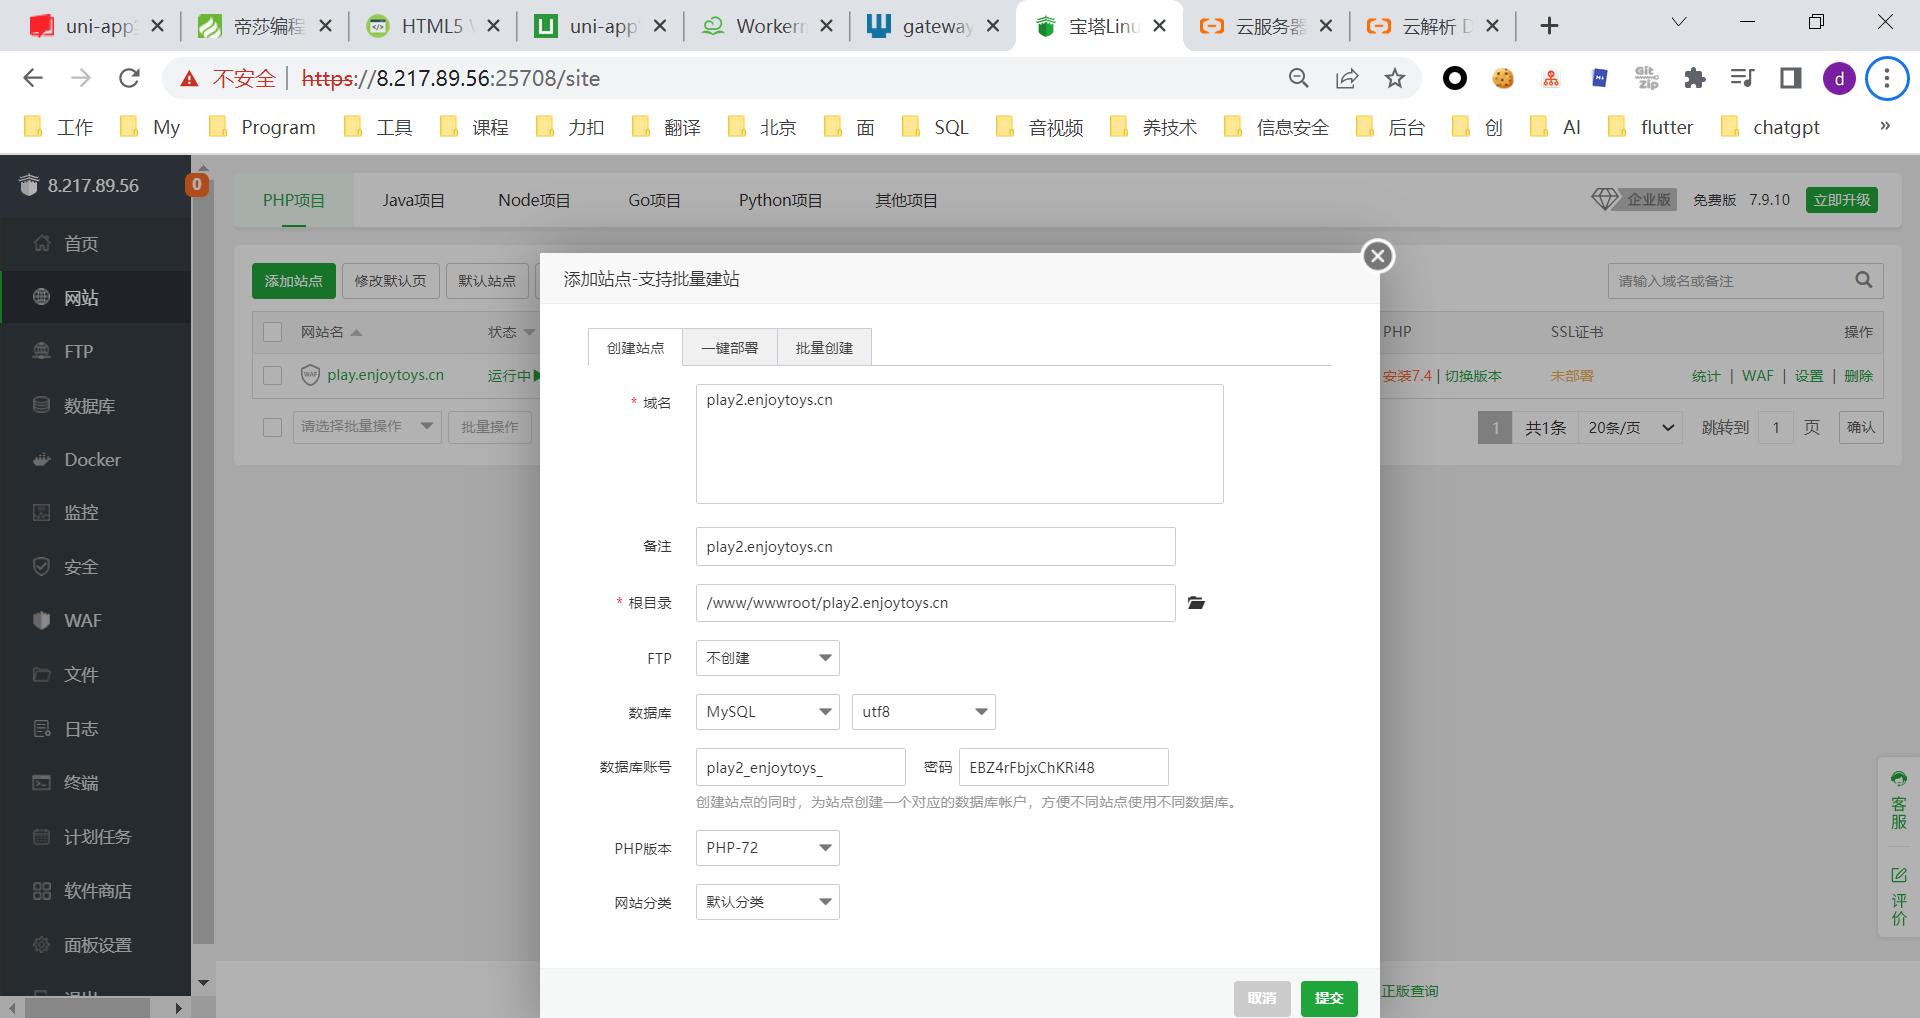 uni-app
帝莎编程
HTML5
uni-app
Workern
gateway
宝塔Linu
云服务器
云解析 D
不安全 https://8.217.89.56:25708/site
Git Zip
d
工作 My Program 工具 课程 力扣 翻译 北京 面 SQL 音视频 养技术 信息安全 后台 创 AI flutter chatgpt »
8.217.89.56
0
首页
网站
FTP
数据库
Docker
监控
安全
WAF
文件
日志
终端
计划任务
软件商店
面板设置
退出
PHP项目 Java项目 Node项目 Go项目 Python项目 其他项目
企业版 免费版 7.9.10 立即升级
添加站点 修改默认页 默认站点
请输入域名或备注
网站名 状态
PHP SSL证书 操作
WAF play.enjoytoys.cn 运行中
安装7.4 | 切换版本 未部署 统计 | WAF | 设置 | 删除
请选择批量操作 批量操作
1 共1条 20条/页 跳转到 1 页 确认
添加站点-支持批量建站
创建站点 一键部署 批量创建
* 域名 play2.enjoytoys.cn
备注 play2.enjoytoys.cn
* 根目录 /www/wwwroot/play2.enjoytoys.cn
FTP 不创建
数据库 MySQL utf8
数据库账号 play2_enjoytoys_ 密码 EBZ4rFbjxChKRi48
创建站点的同时，为站点创建一个对应的数据库帐户，方便不同站点使用不同数据库。
PHP版本 PHP-72
网站分类 默认分类
取消 提交
正版查询
客服
评价